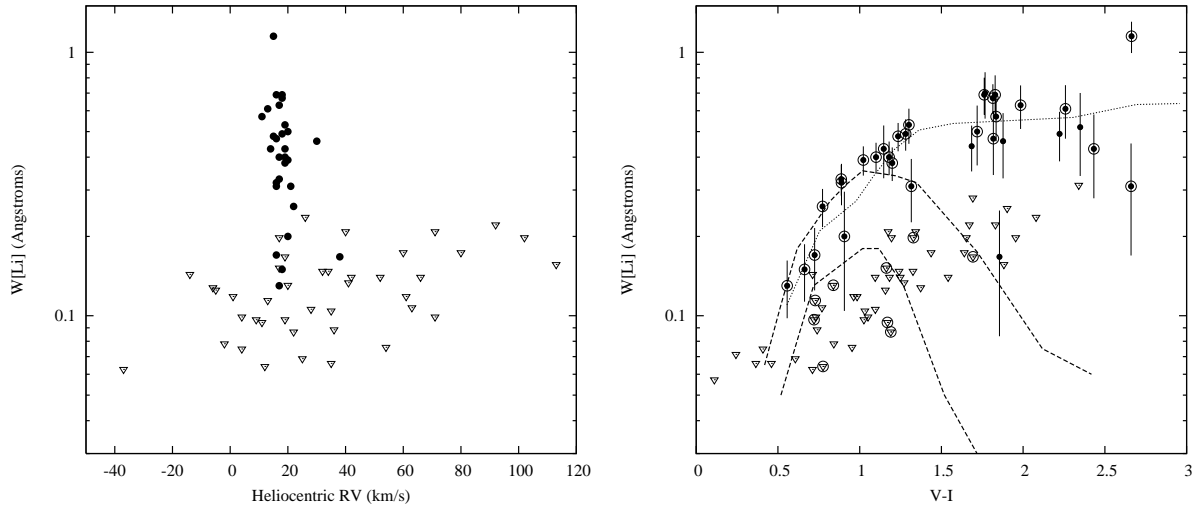 1
0.1
W[Li] (Angstroms)
-40 -20 0 20 40 60 80 100 120
Heliocentric RV (km/s)
1
0.1
W[Li] (Angstroms)
0 0.5 1 1.5 2 2.5 3
V-I